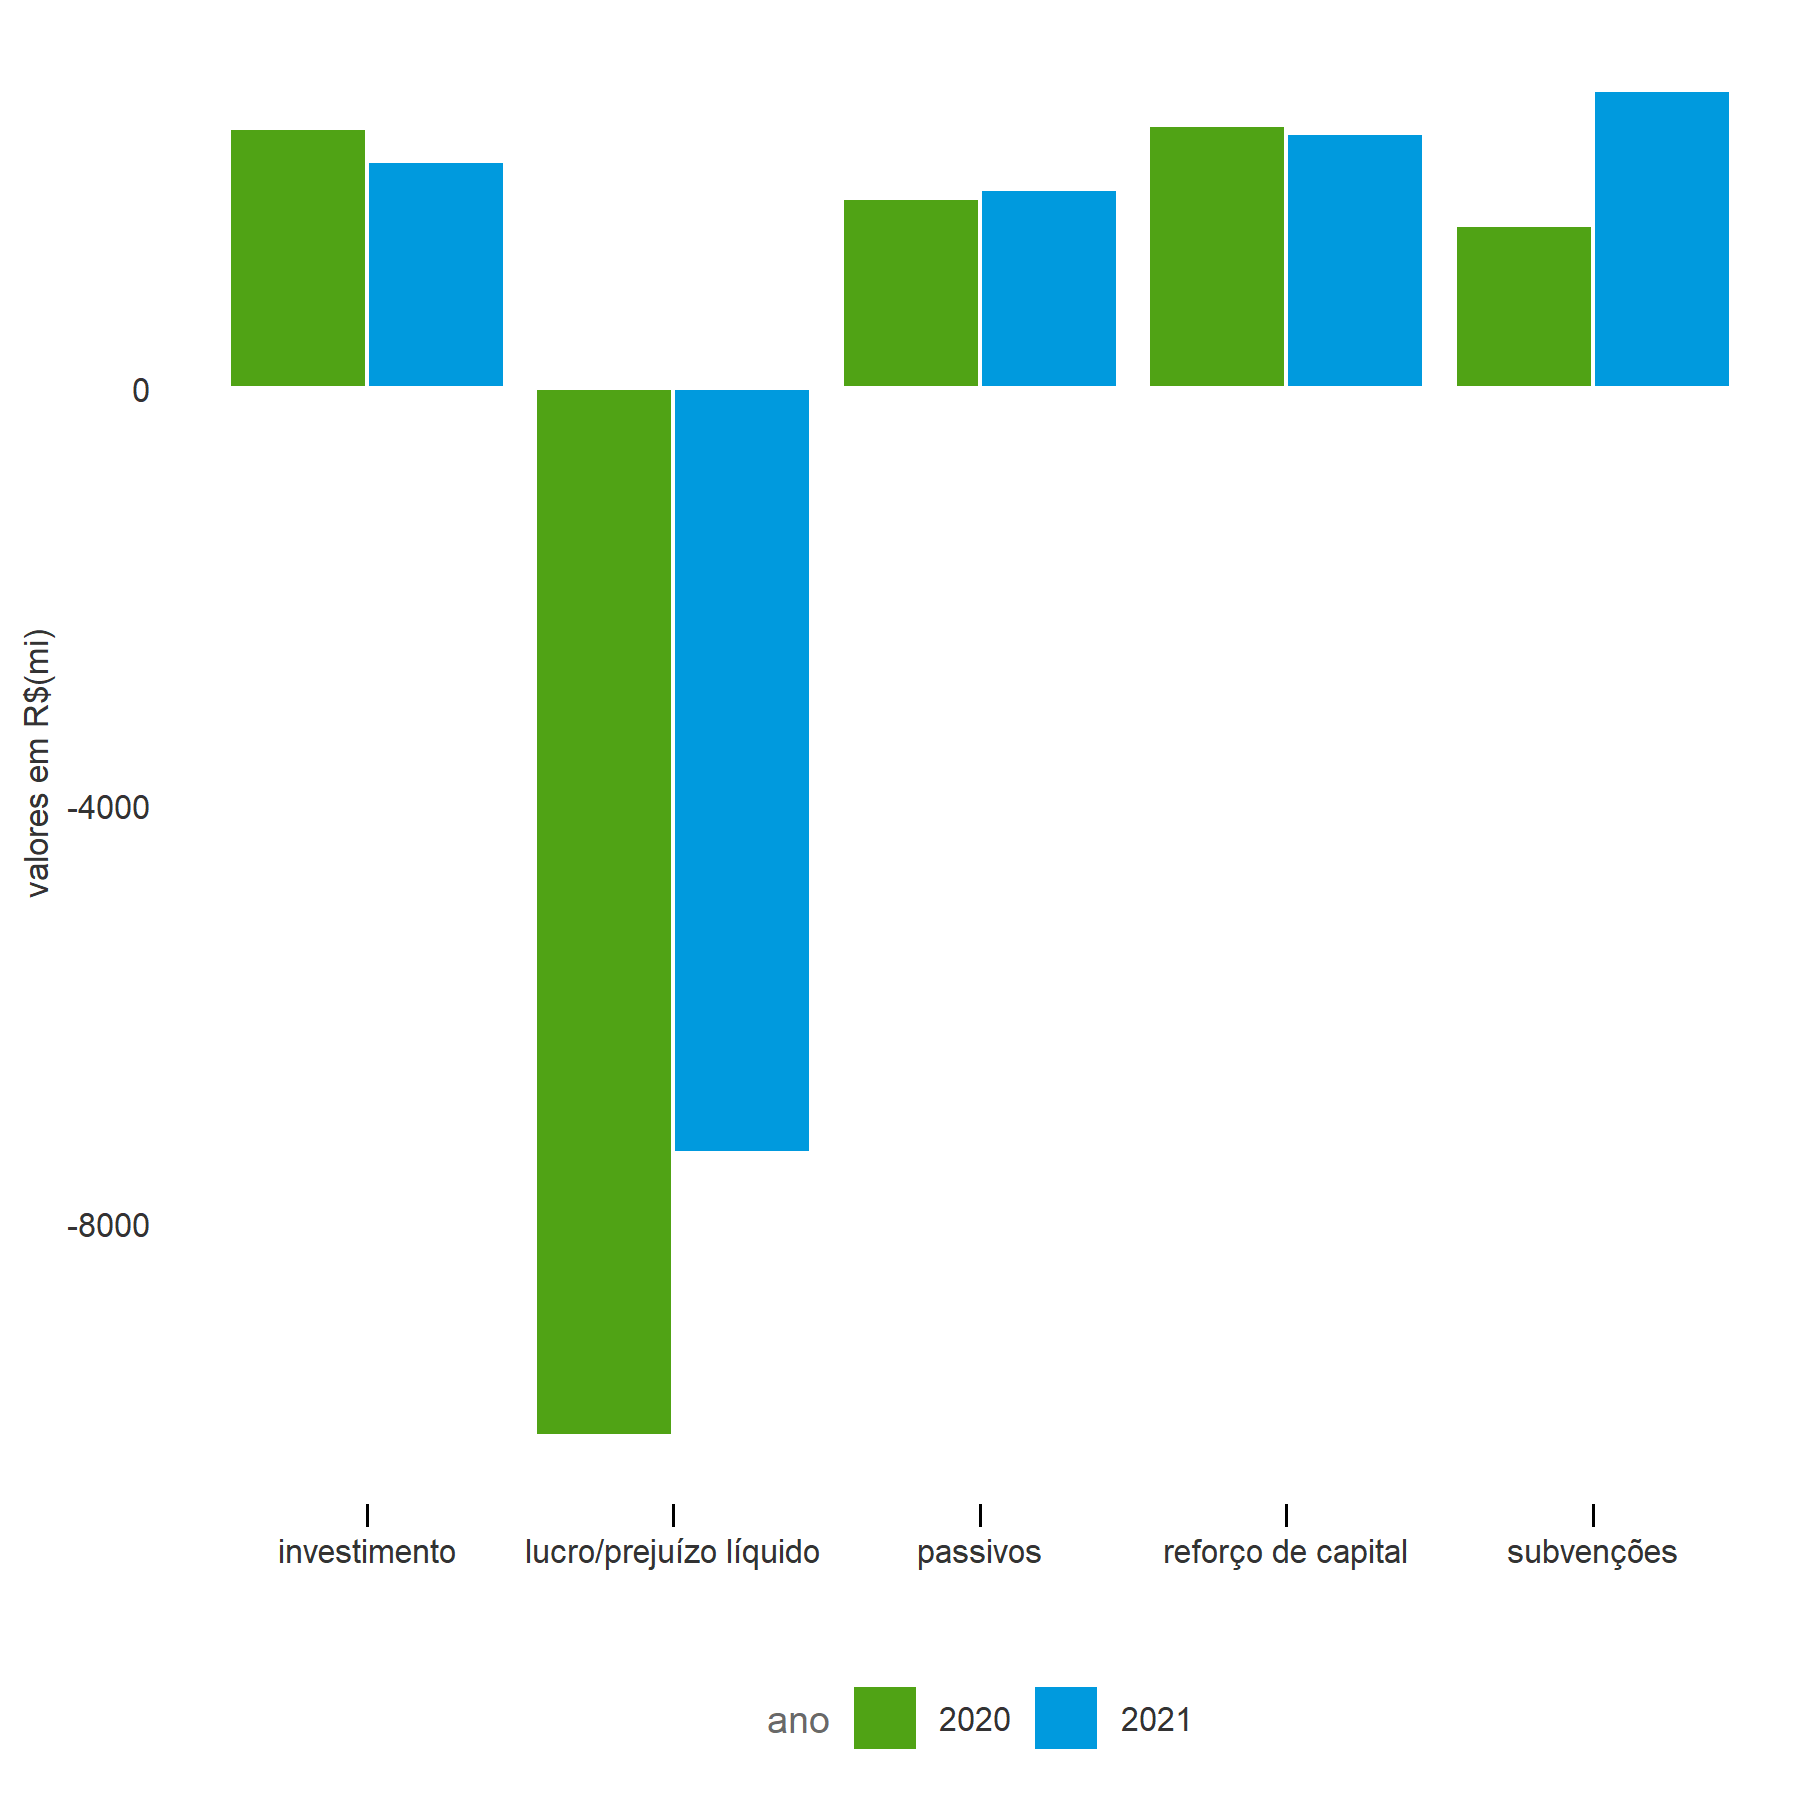 valores em R$(mi)
0
-4000
-8000
investimento
lucro/prejuízo líquido
passivos
reforço de capital
subvenções
ano
2020
2021